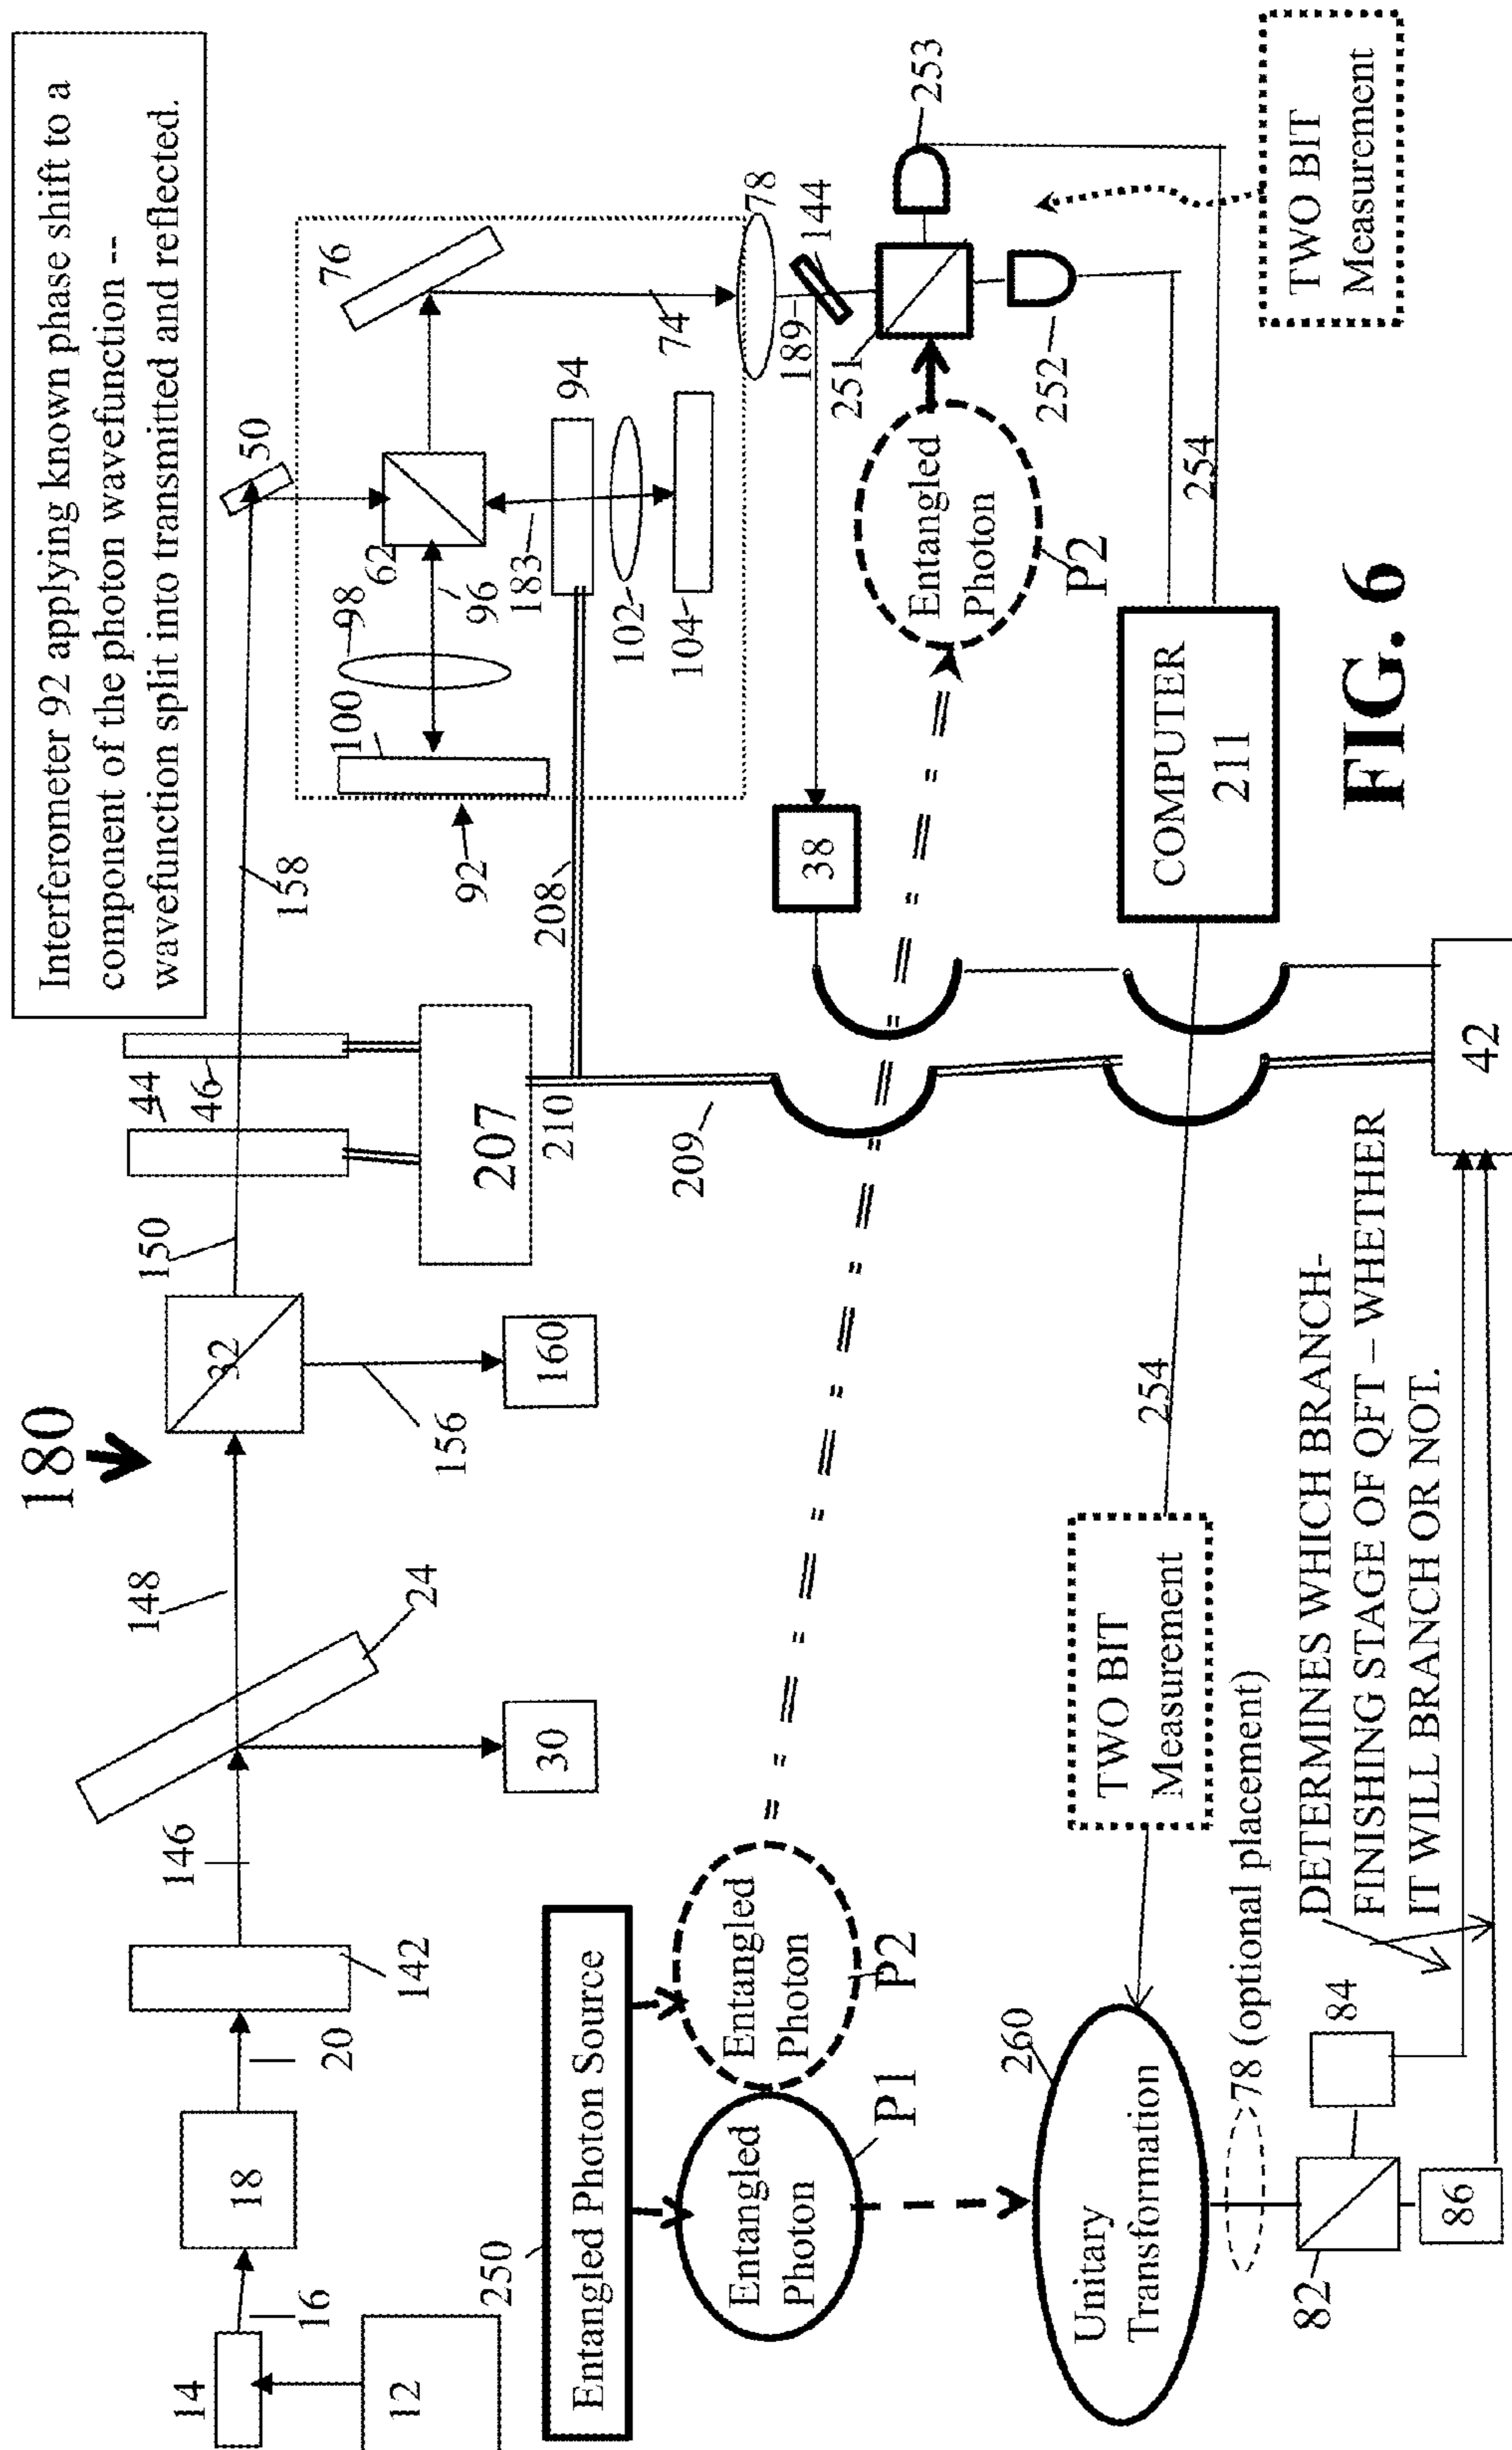 Interferometer 92 applying known phase shift to a
component of the photon wavefunction --
wavefunction split into transmitted and reflected.
180
14
16
18
20
142
146
24
148
32
150
44
46
158
50
12
30
156
160
207
210
208
92
100
98
62
96
183
76
94
102
104
74
78
189
144
250
Entangled Photon Source
Entangled
Photon
P1
Entangled
Photon
P2
209
38
Entangled
Photon
P2
251
252
253
254
TWO BIT
Measurement
260
Unitary
Transformation
TWO BIT
Measurement
254
COMPUTER
211
78 (optional placement)
82
84
86
DETERMINES WHICH BRANCH-
FINISHING STAGE OF QFT – WHETHER
IT WILL BRANCH OR NOT.
42
FIG. 6